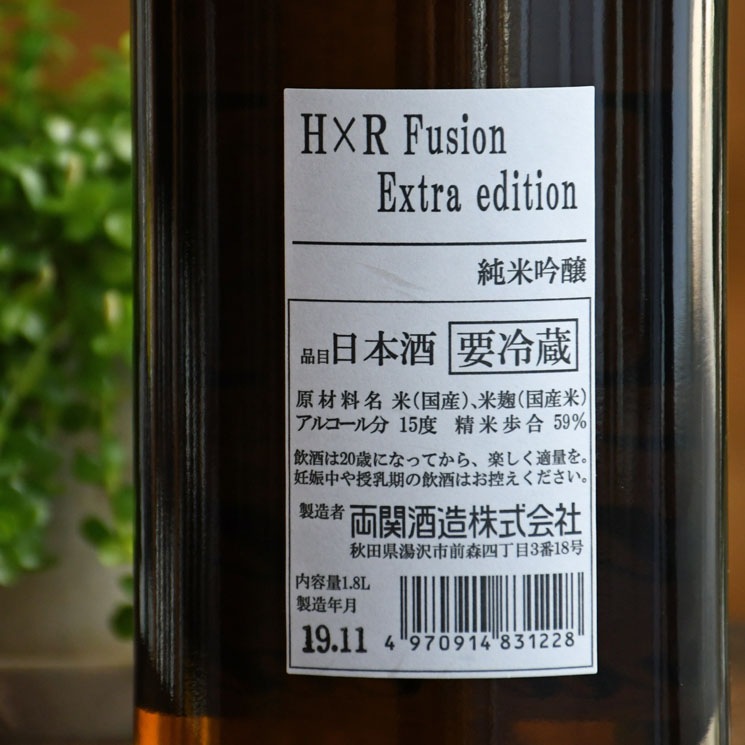 H×R Fusion
Extra edition
純米吟醸
品目 日本酒 要冷蔵
原材料名 米(国産)、米麹(国産米)
アルコール分 15度 精米歩合 59%
飲酒は20歳になってから、楽しく適量を。
妊娠中や授乳期の飲酒はお控えください。
製造者 両関酒造株式会社
秋田県湯沢市前森四丁目3番18号
内容量1.8L
製造年月
19.11
4 970914 831228